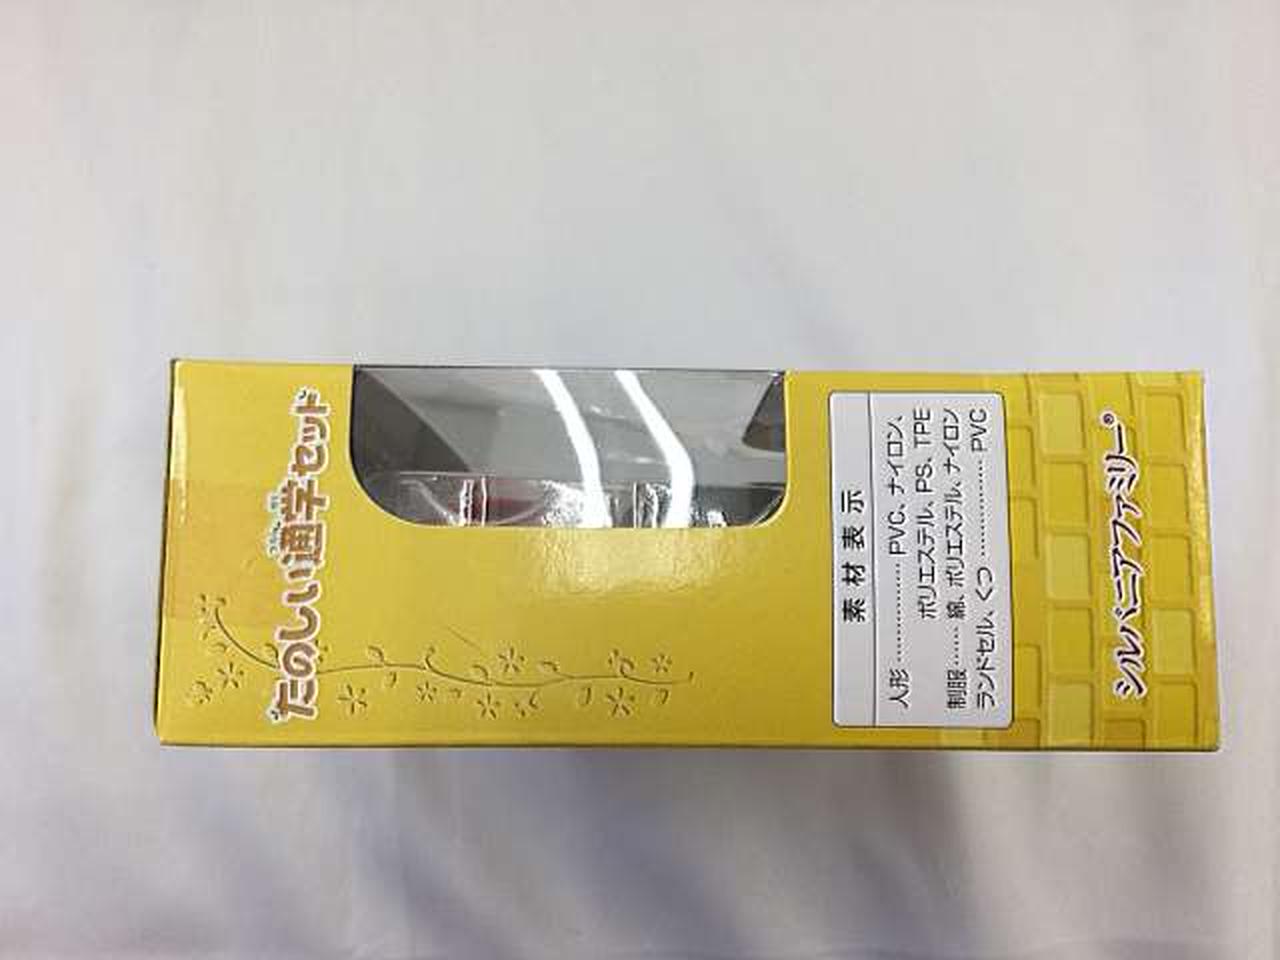 たのしい通学セット
素材表示
人形 ………………… PVC、ナイロン、
ポリエステル、PS、TPE
制服 …… 綿、ポリエステル、ナイロン
ランドセル、くつ ……………… PVC
シルバニアファミリー®